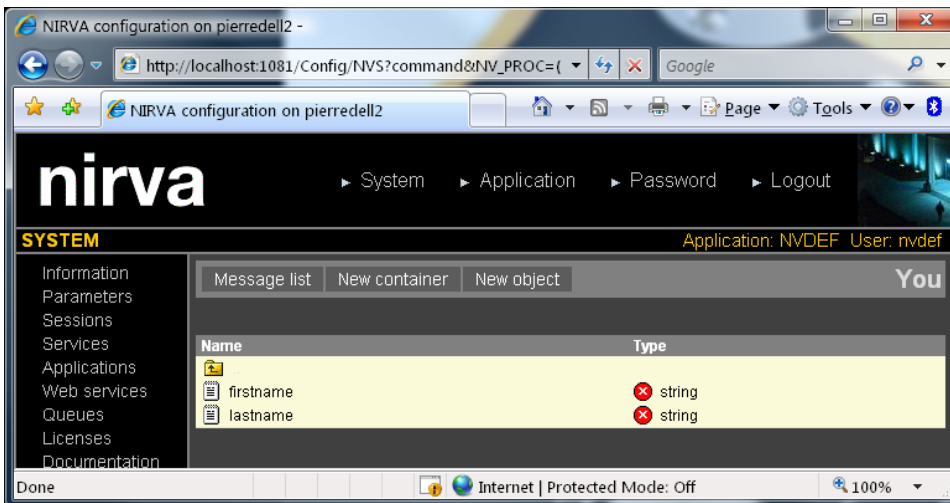 NIRVA configuration on pierredell2 -
http://localhost:1081/Config/NVS?command&NV_PROC=(
Google
NIRVA configuration on pierredell2
Page
Tools
nirva
System
Application
Password
Logout
SYSTEM
Application: NVDEF User: nvdef
Information
Parameters
Sessions
Services
Applications
Web services
Queues
Licenses
Documentation
Message list
New container
New object
You
Name Type
..
firstname string
lastname string
Done
Internet | Protected Mode: Off
100%